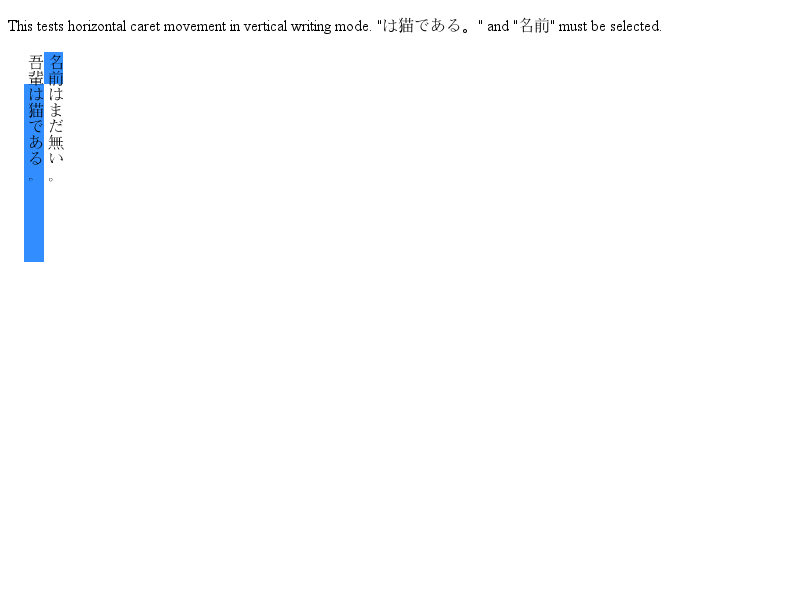 This tests horizontal caret movement in vertical writing mode. "は猫である。" and "名前" must be selected.
吾輩は猫である。
名前はまだ無い。